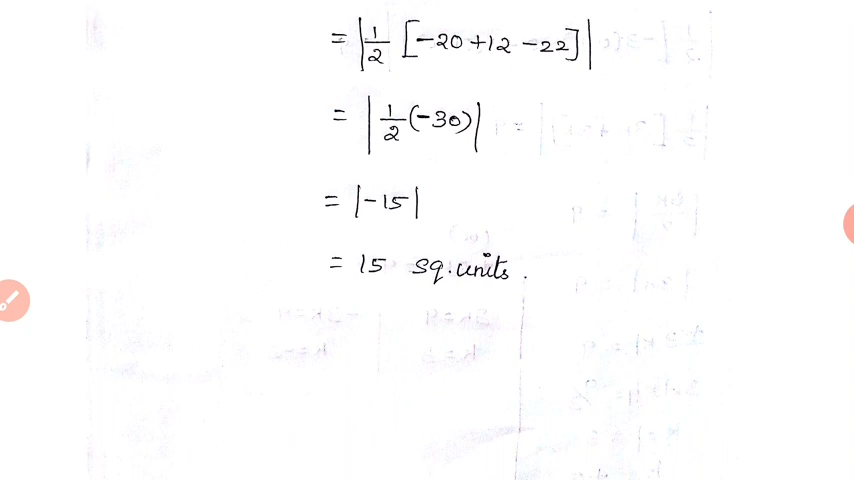 = |1/2 [-20 +12 -22]|
= |1/2 (-30)|
= |-15|
= 15 sq.units.